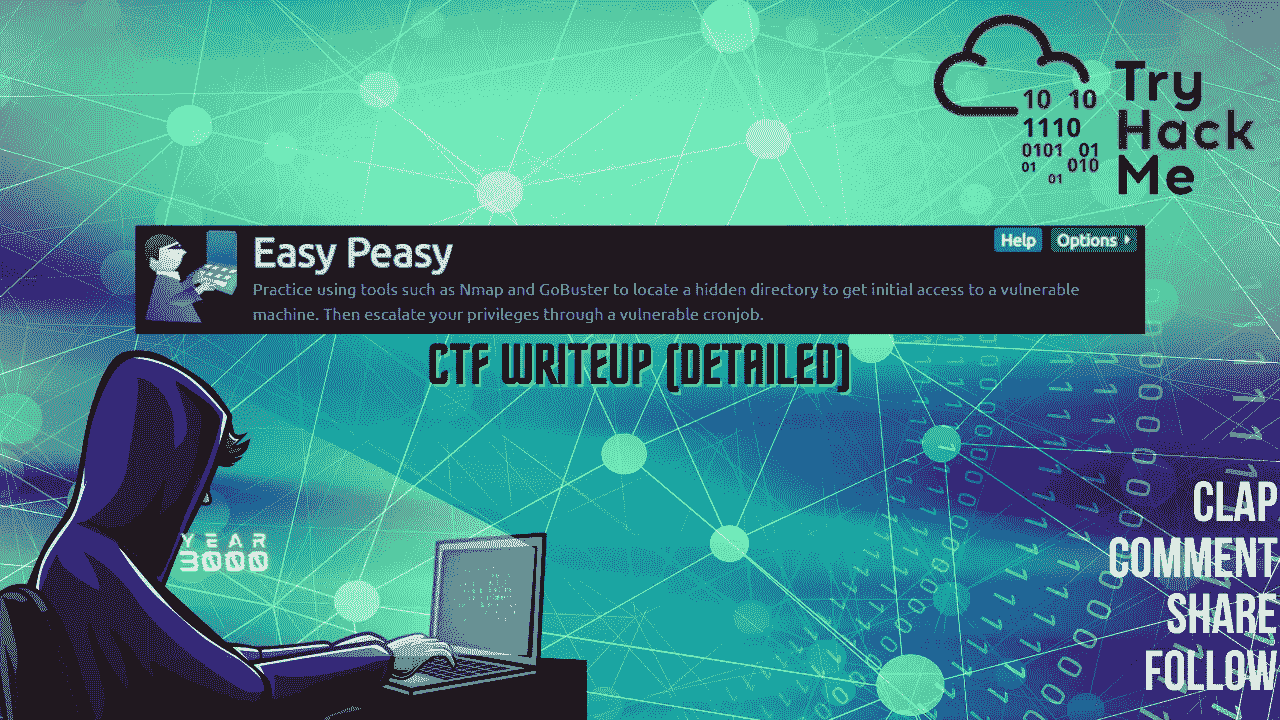 Try
Hack
Me
10 10
1110
0101 01
01 010
01
Easy Peasy
Help
Options
Practice using tools such as Nmap and GoBuster to locate a hidden directory to get initial access to a vulnerable
machine. Then escalate your privileges through a vulnerable cronjob.
CTF WRITEUP (DETAILED)
YEAR
3000
CLAP
COMMENT
SHARE
FOLLOW